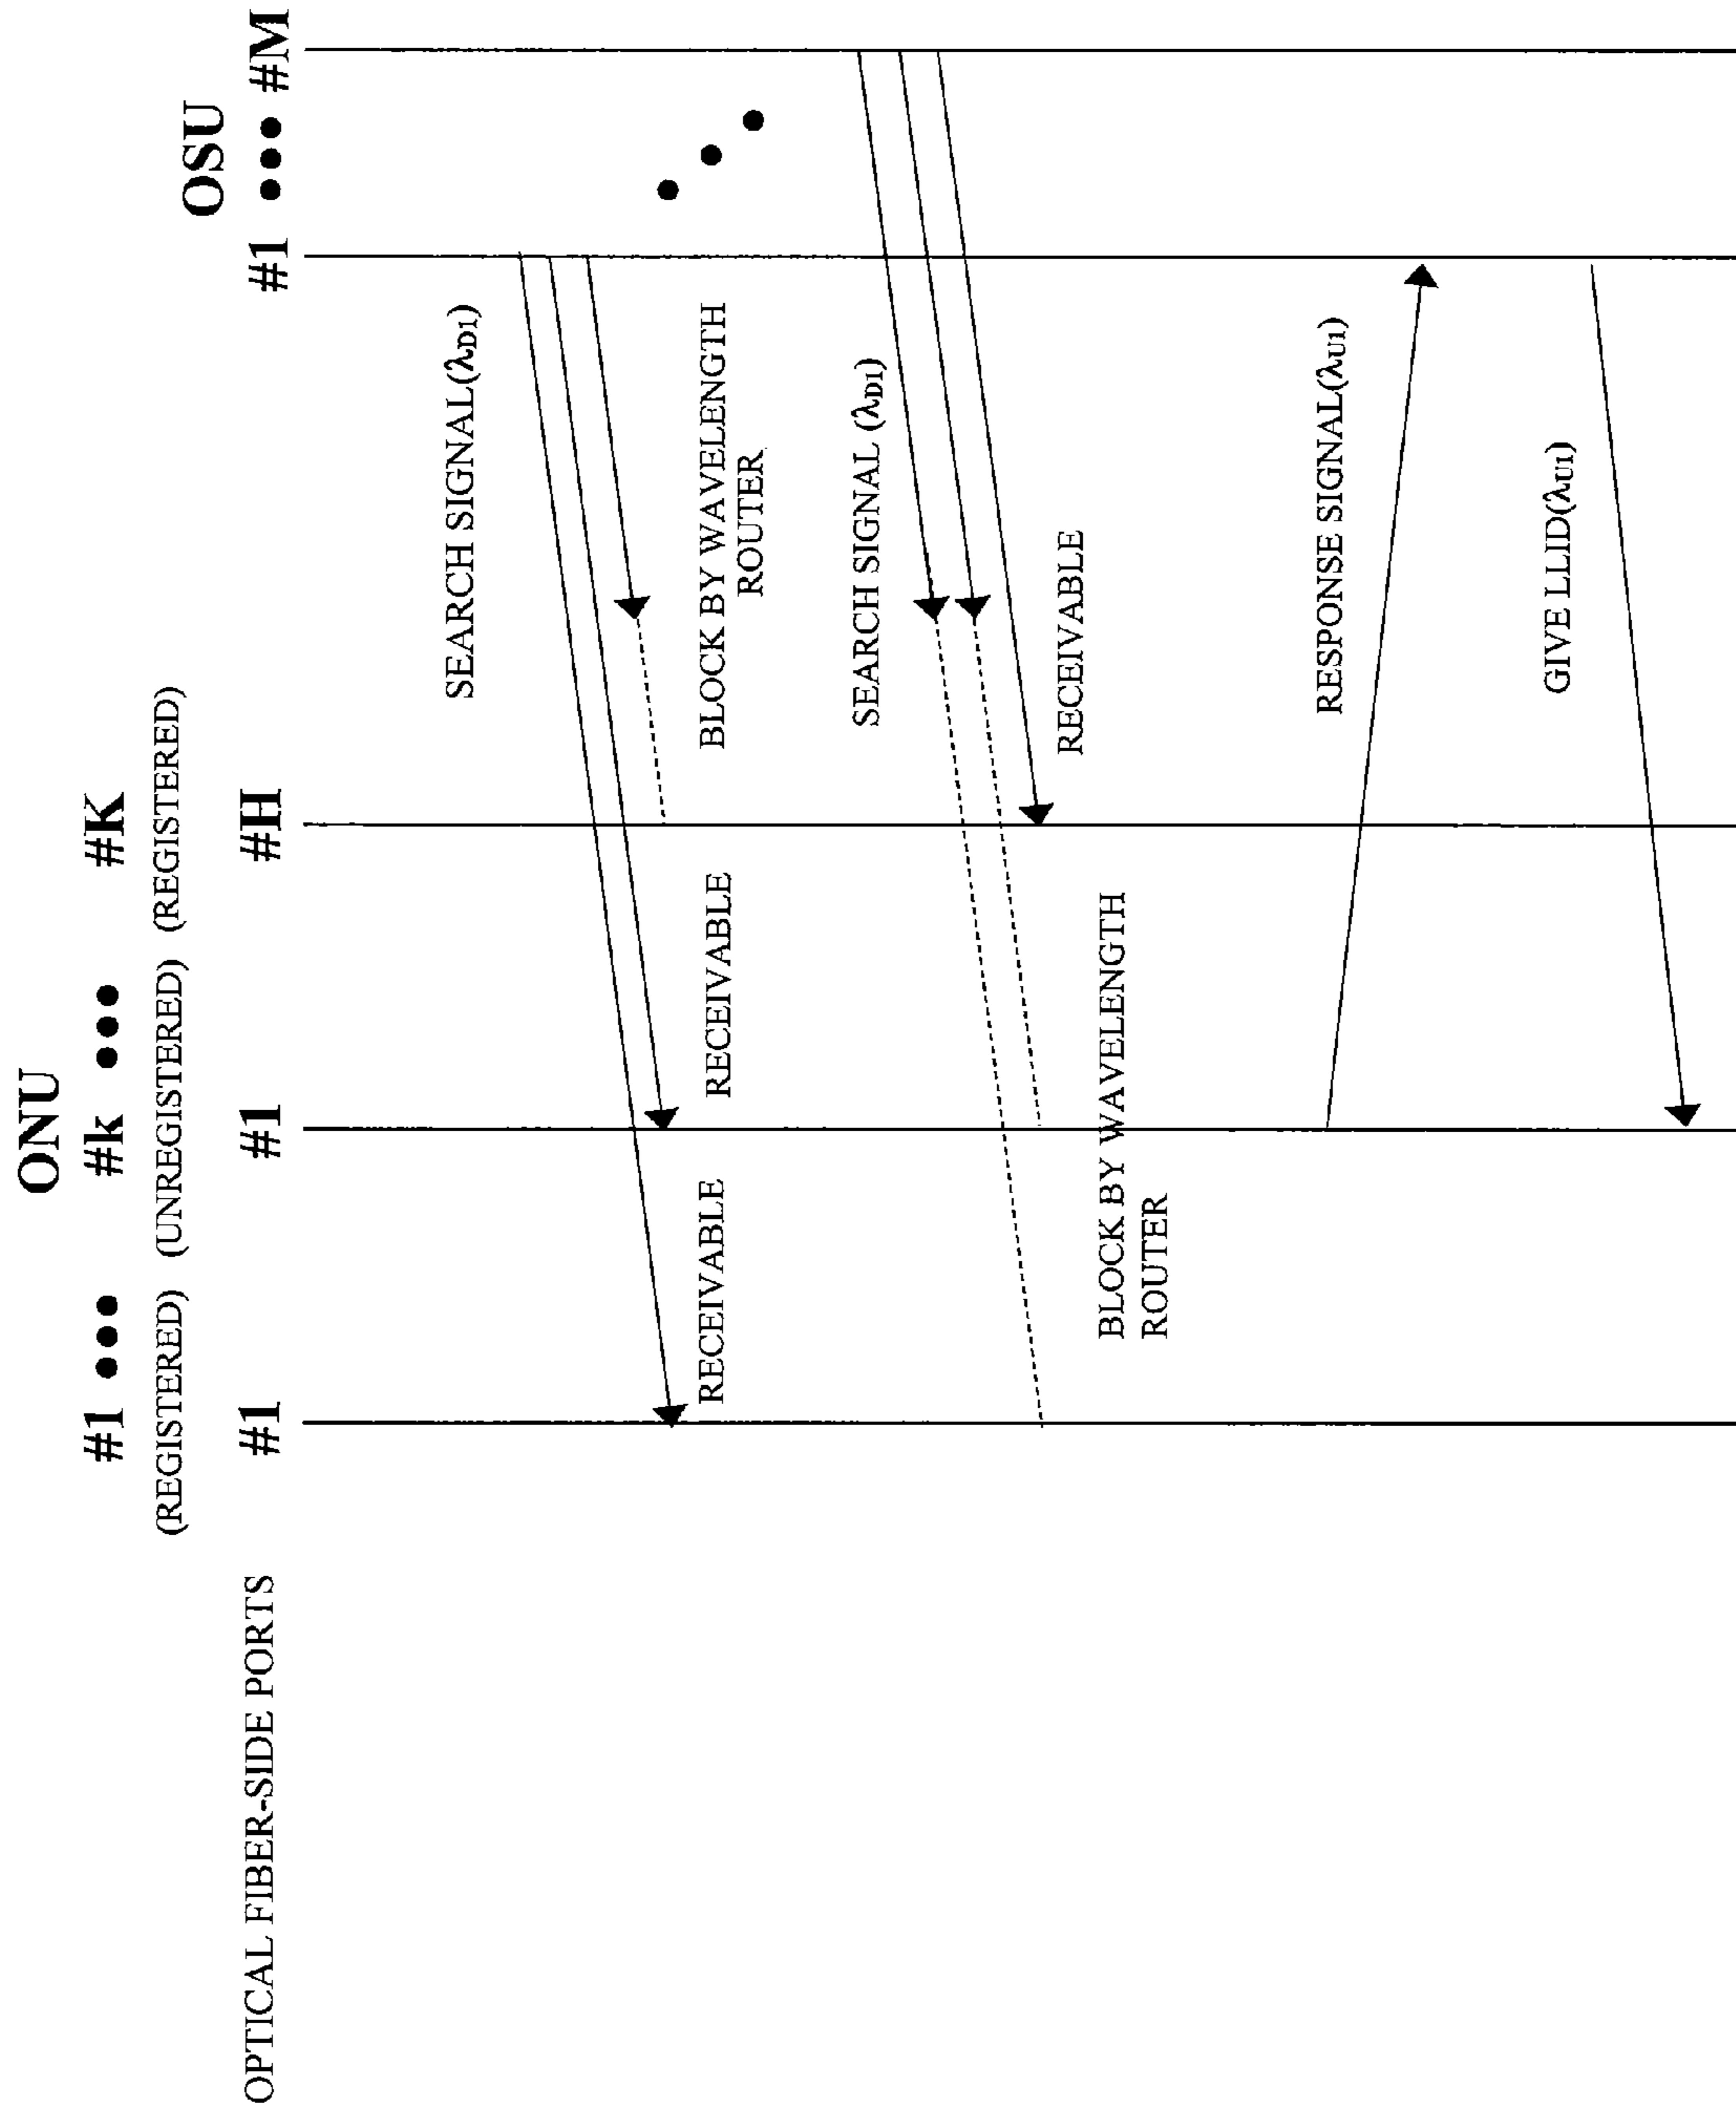 ONU
#1 ••• #k ••• #K
(REGISTERED) (UNREGISTERED) (REGISTERED)
OSU
OPTICAL FIBER-SIDE PORTS #1 #1 #H #1 ••• #M
SEARCH SIGNAL(λD1)
RECEIVABLE
RECEIVABLE
BLOCK BY WAVELENGTH
ROUTER
SEARCH SIGNAL (λD1)
RECEIVABLE
BLOCK BY WAVELENGTH
ROUTER
RESPONSE SIGNAL(λU1)
GIVE LLID(λU1)